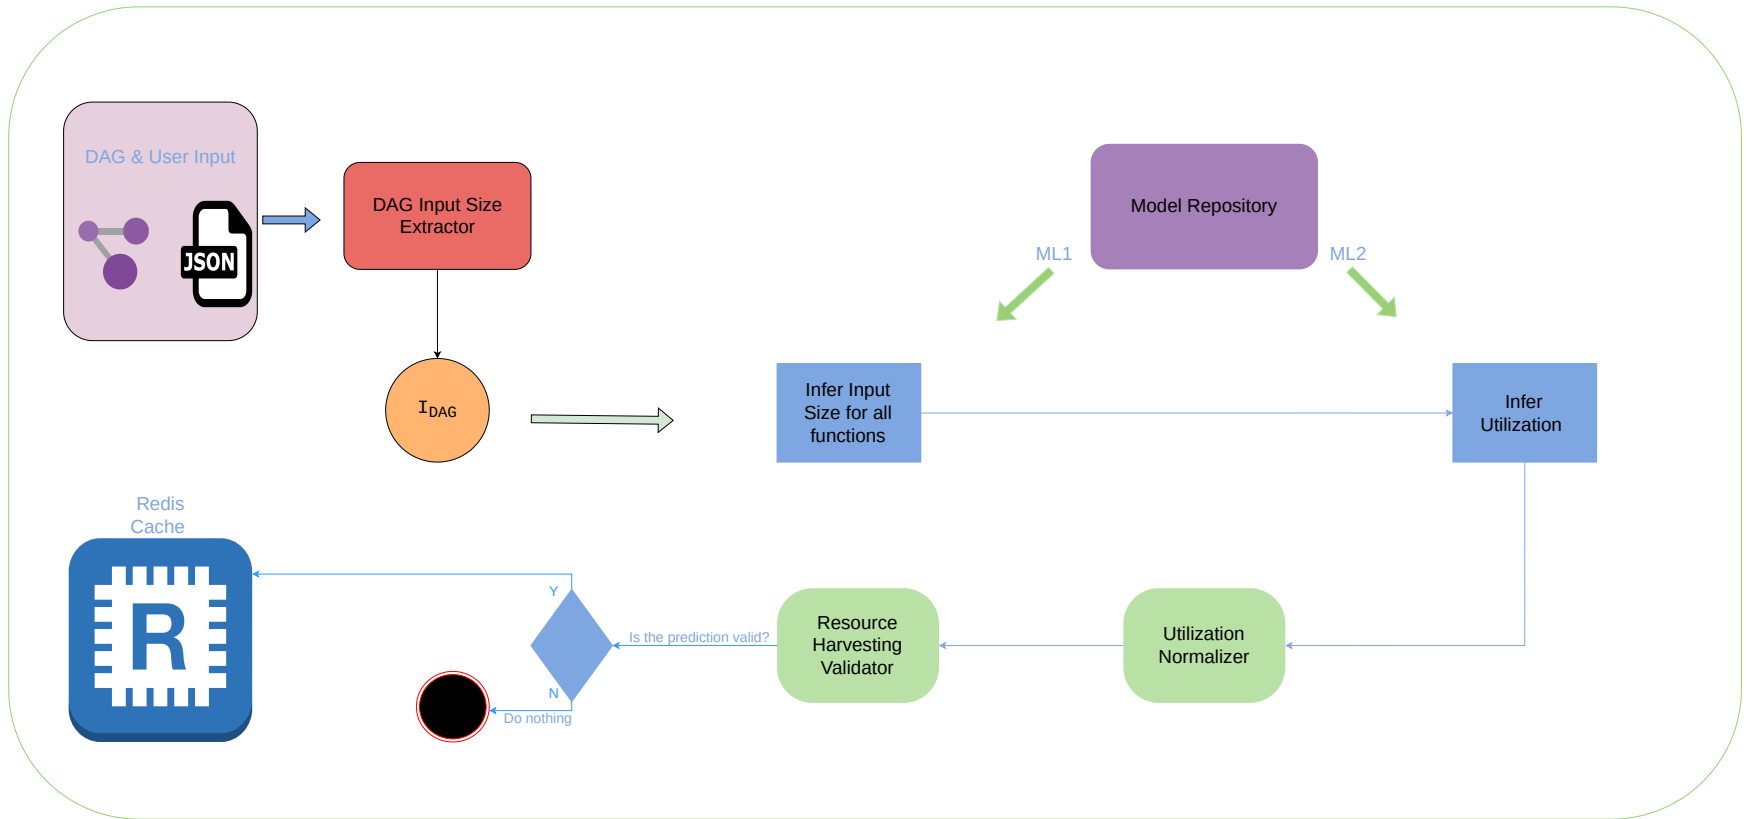 DAG & User Input
JSON
DAG Input Size
Extractor
Model Repository
ML1
ML2
I_DAG
Infer Input
Size for all
functions
Infer
Utilization
Redis
Cache
R
Y
Is the prediction valid?
N
Do nothing
Resource
Harvesting
Validator
Utilization
Normalizer